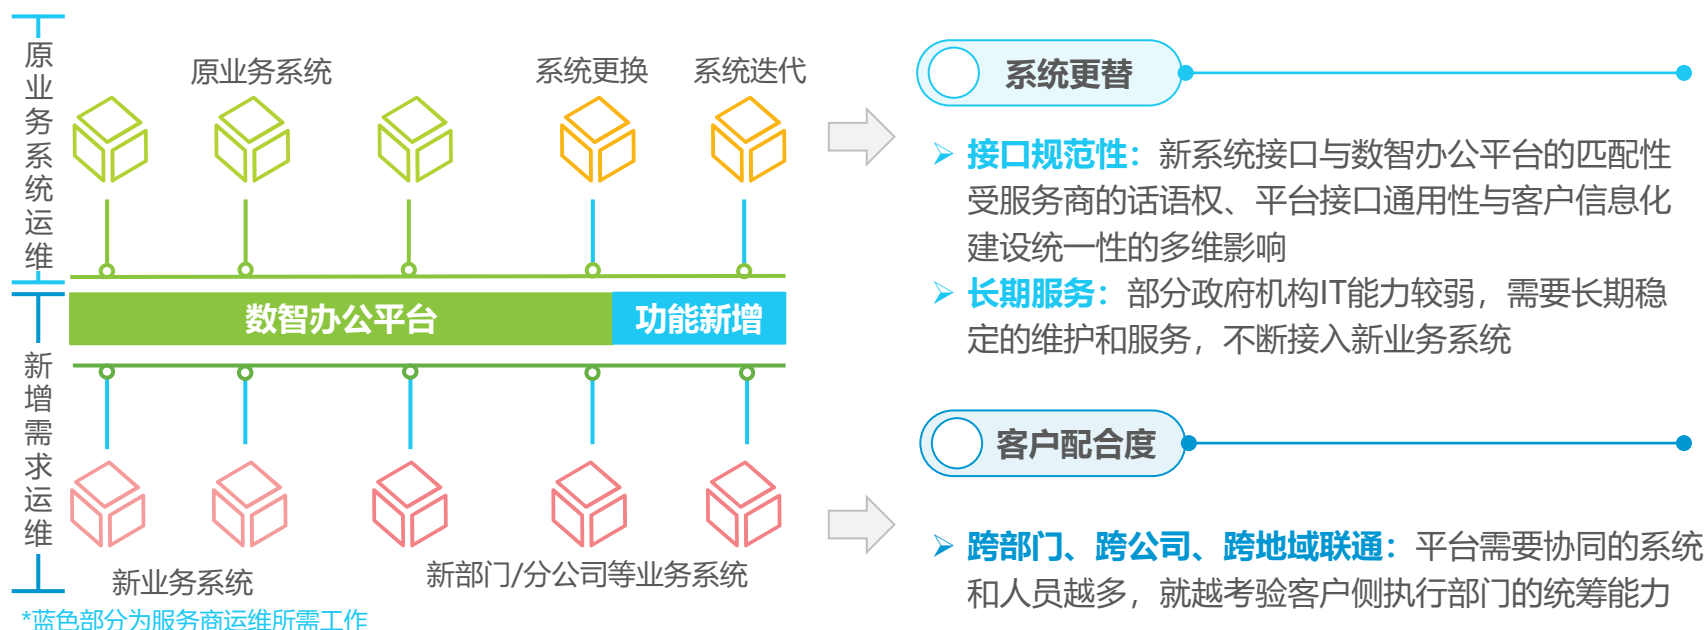 原业务系统运维
原业务系统
系统更换
系统迭代
数智办公平台
功能新增
新增需求运维
新业务系统
新部门/分公司等业务系统
*蓝色部分为服务商运维所需工作
系统更替
➢ 接口规范性：新系统接口与数智办公平台的匹配性
受服务商的话语权、平台接口通用性与客户信息化
建设统一性的多维影响
➢ 长期服务：部分政府机构IT能力较弱，需要长期稳
定的维护和服务，不断接入新业务系统
客户配合度
➢ 跨部门、跨公司、跨地域联通：平台需要协同的系统
和人员越多，就越考验客户侧执行部门的统筹能力